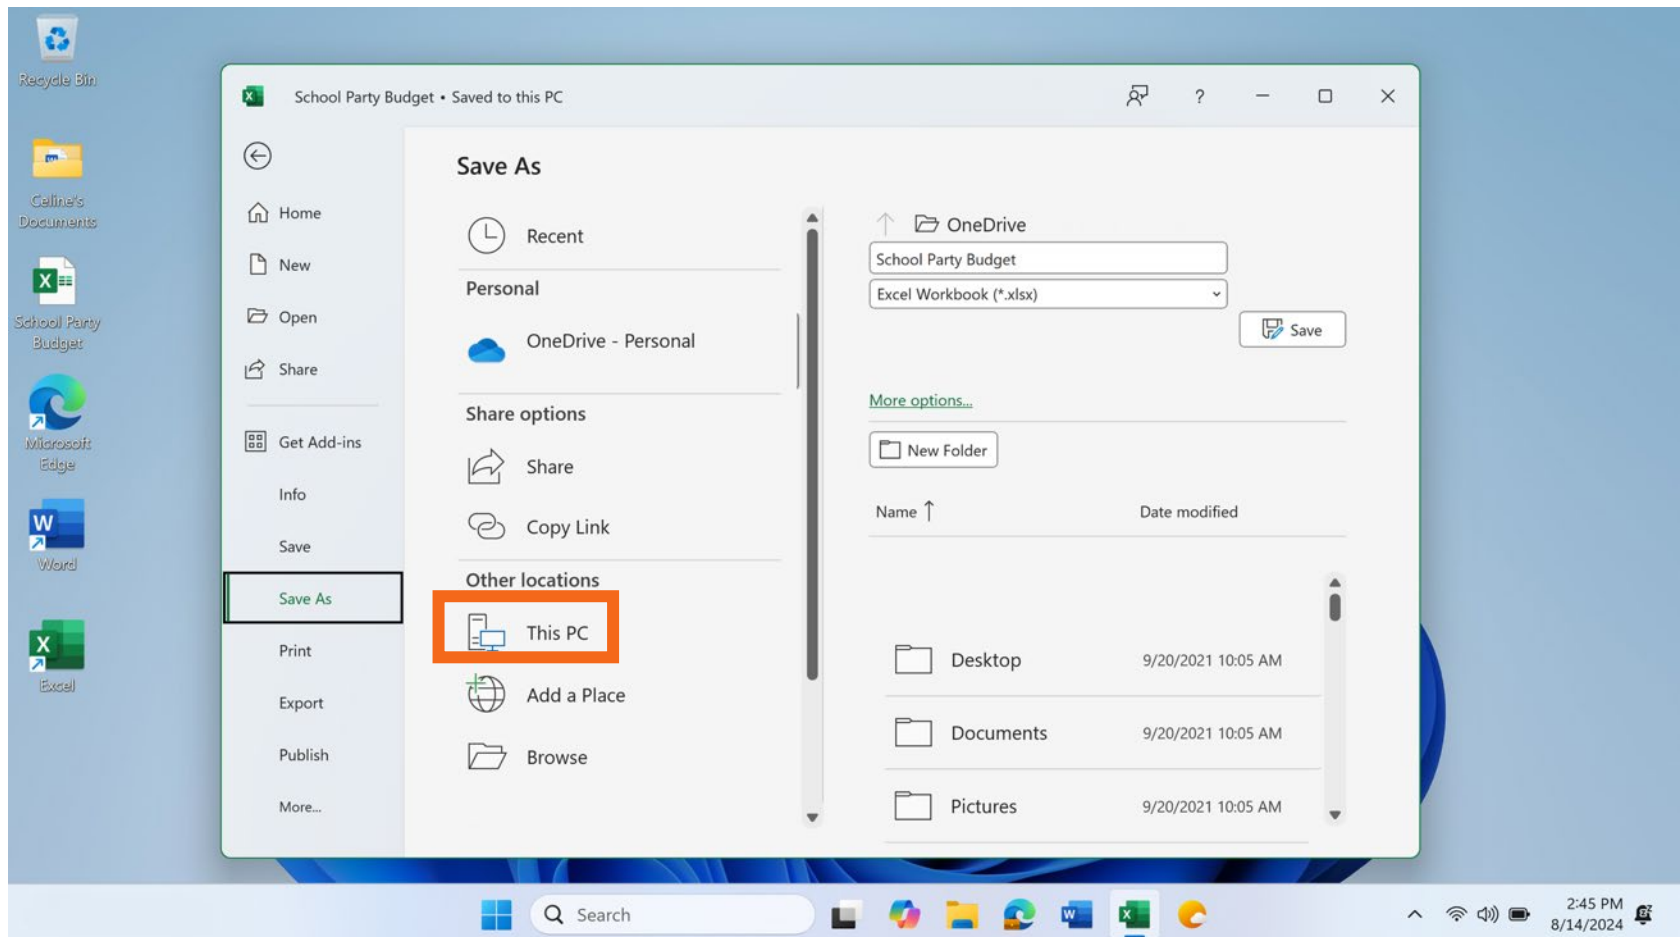 Recycle Bin
Celine's
Documents
School Party
Budget
Microsoft
Edge
Word
Excel
School Party Budget • Saved to this PC
?
Home
New
Open
Share
Get Add-ins
Info
Save
Save As
Print
Export
Publish
More...
Save As
Recent
Personal
OneDrive - Personal
Share options
Share
Copy Link
Other locations
This PC
Add a Place
Browse
OneDrive
School Party Budget
Excel Workbook (*.xlsx)
Save
More options...
New Folder
Name ↑ Date modified
Desktop 9/20/2021 10:05 AM
Documents 9/20/2021 10:05 AM
Pictures 9/20/2021 10:05 AM
Search
2:45 PM
8/14/2024